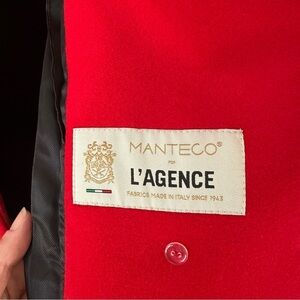 MANTECO®
FOR
L'AGENCE
FABRICS MADE IN ITALY SINCE 1943